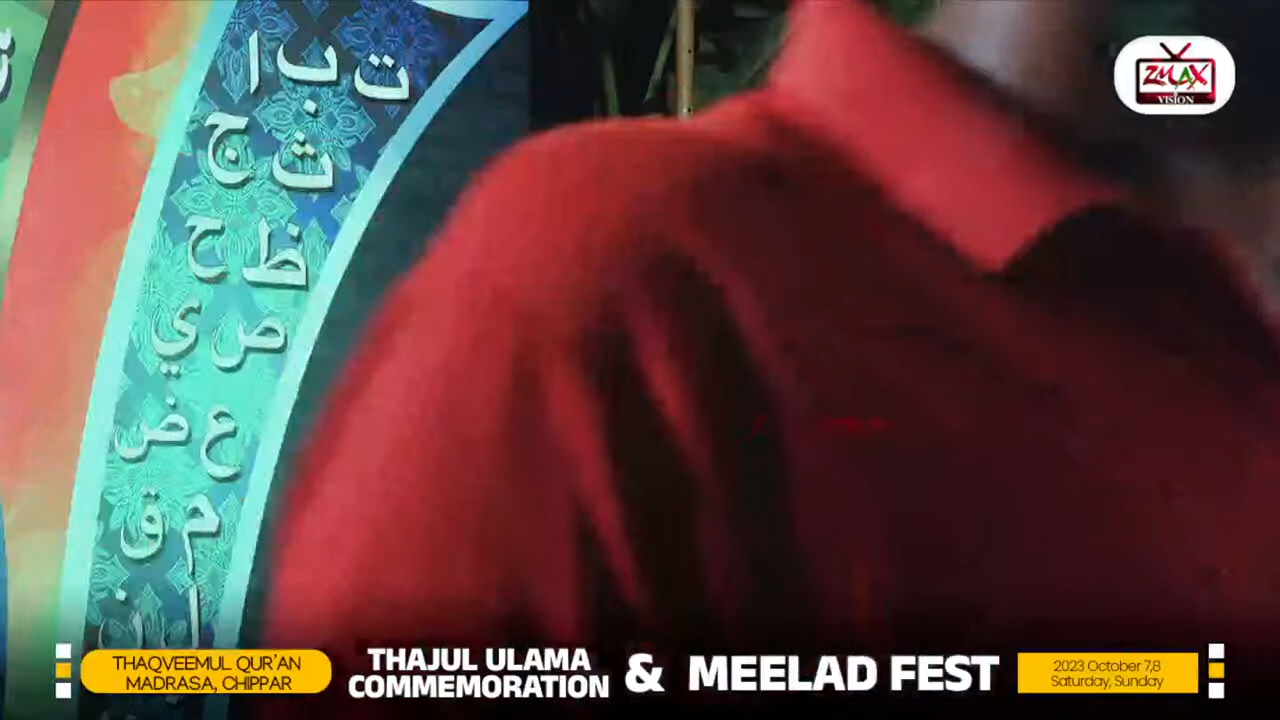 ا ب ت
ج ث
ح ظ
ي ص
ض ع
ق م
ن ا
ZMAX
VISION
THAQVEEMUL QUR'AN
MADRASA, CHIPPAR
THAJUL ULAMA
COMMEMORATION
& MEELAD FEST
2023 October 7,8
Saturday, Sunday